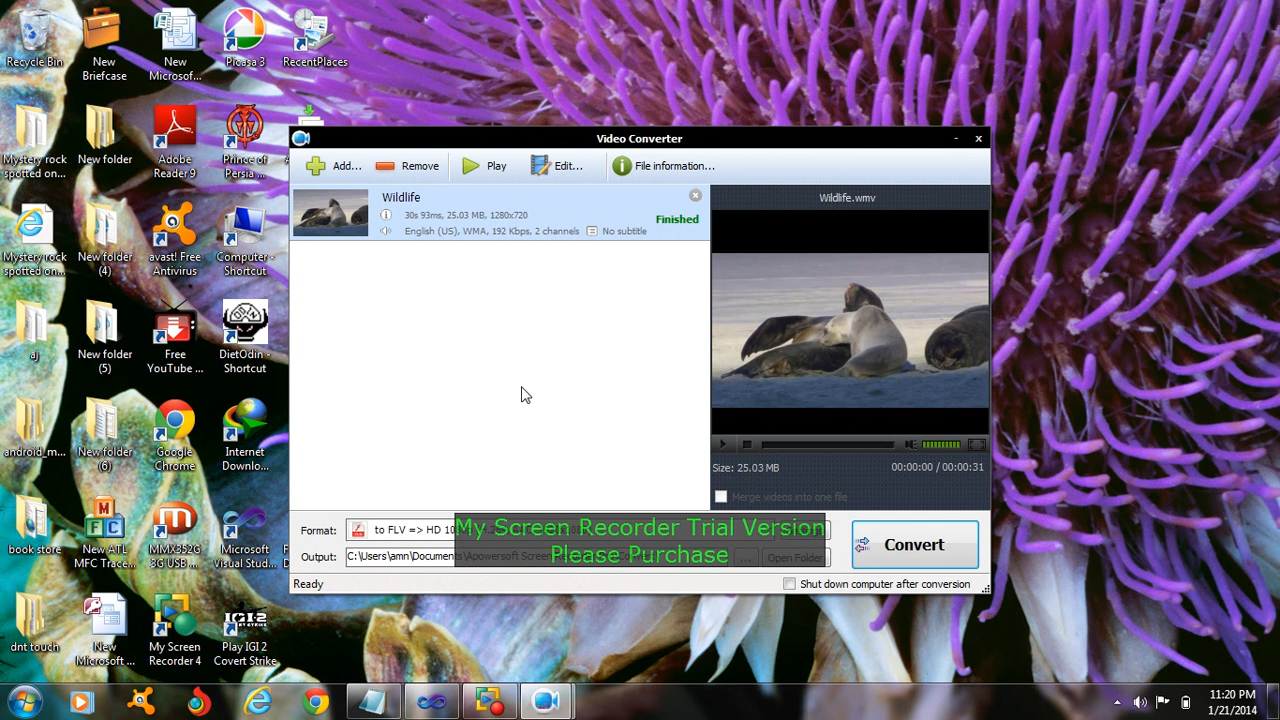 Recycle Bin
New Briefcase
New Microsof...
Picasa 3
RecentPlaces
Mystery rock spotted on...
New folder
Adobe Reader 9
Prince of Persia ...
Mystery rock spotted on...
New folder (4)
avast! Free Antivirus
Computer - Shortcut
aj
New folder (5)
Free YouTube ...
DietOdin - Shortcut
android_m...
New folder (6)
Google Chrome
Internet Downlo...
book store
New ATL MFC Trace...
MMX352G 3G USB ...
Microsoft Visual Stud...
dnt touch
New Microsoft ...
My Screen Recorder 4
Play IGI 2 Covert Strike
Video Converter
Add...
Remove
Play
Edit...
File information...
Wildlife
30s 93ms, 25.03 MB, 1280x720
English (US), WMA, 192 Kbps, 2 channels
No subtitle
Finished
Wildlife.wmv
Size: 25.03 MB
00:00:00 / 00:00:31
Merge videos into one file
Format:
to FLV => HD
My Screen Recorder Trial Version
Please Purchase
Output:
C:\Users\amn\Documents\Apowersoft
...
Open Folder
Convert
Ready
Shut down computer after conversion
11:20 PM
1/21/2014